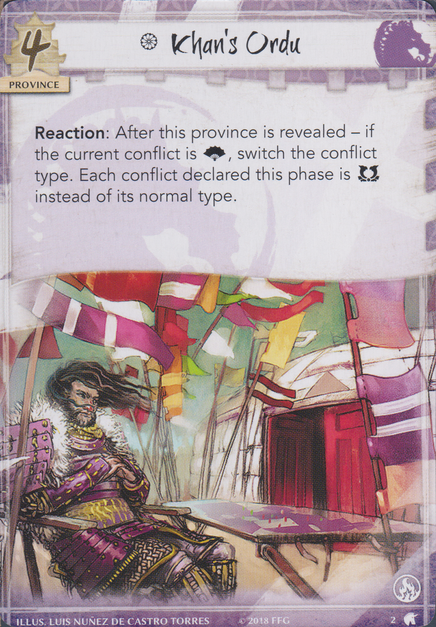 4
Khan's Ordu
PROVINCE
Reaction: After this province is revealed – if
the current conflict is , switch the conflict
type. Each conflict declared this phase is
instead of its normal type.
ILLUS. LUIS NUÑEZ DE CASTRO TORRES © 2018 FFG 2